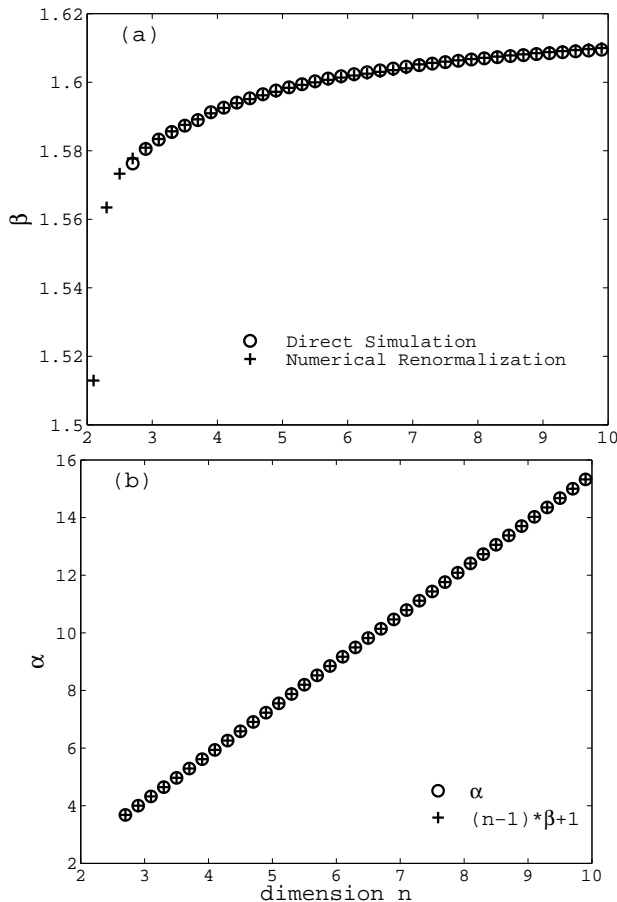 1.62
(a)
1.6
1.58
1.56
β
1.54
Direct Simulation
Numerical Renormalization
1.52
1.5
2 3 4 5 6 7 8 9 10
16
(b)
14
12
10
α
8
6
α
4
(n−1)*β+1
2
2 3 4 5 6 7 8 9 10
dimension n